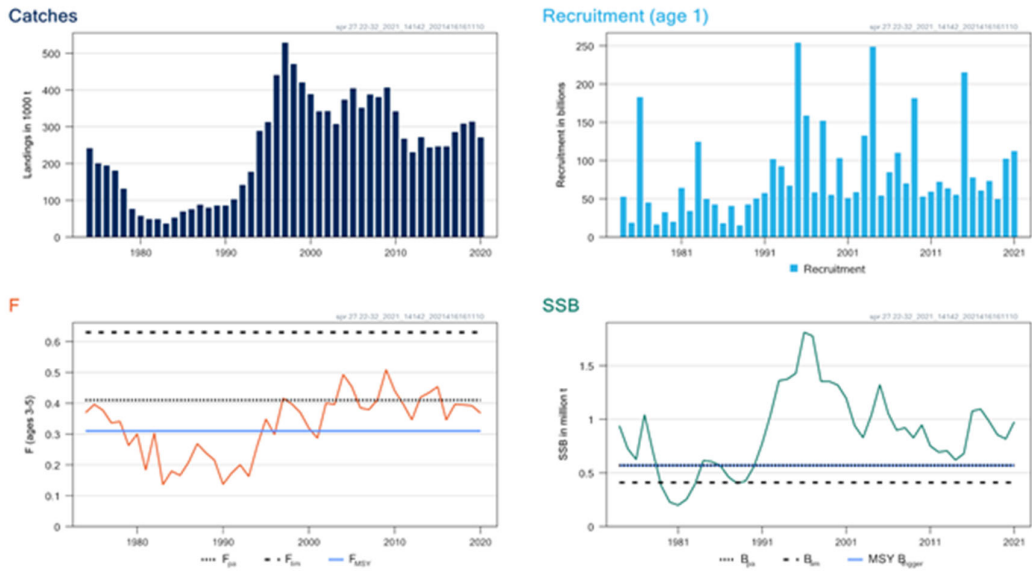 Catches
spr.27.22-32_2021_14142_2021416161110
Landings in 1000 t
500
400
300
200
100
0
1980
1990
2000
2010
2020
Recruitment (age 1)
spr.27.22-32_2021_14142_2021416161110
Recruitment in billions
250
200
150
100
50
0
1981
1991
2001
2011
2021
Recruitment
F
spr.27.22-32_2021_14142_2021416161110
F (ages 3-5)
0.6
0.5
0.4
0.3
0.2
0.1
0
1980
1990
2000
2010
2020
Fpa Flim FMSY
SSB
spr.27.22-32_2021_14142_2021416161110
SSB in million t
1.5
1
0.5
0
1981
1991
2001
2011
2021
Bpa Blim MSY Btrigger